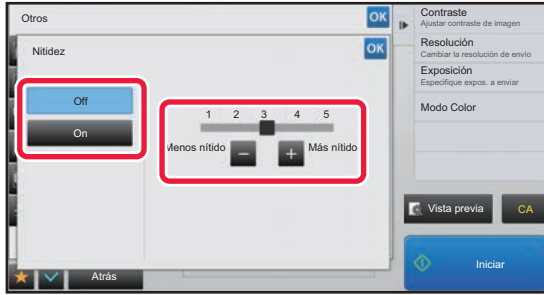 Otros
OK
Nitidez
OK
Off
On
1 2 3 4 5
Menos nítido
Más nítido
Atrás
Contraste
Ajustar contraste de imagen
Resolución
Cambiar la resolución de envío
Exposición
Especifique expos. a enviar
Modo Color
Vista previa
CA
Iniciar